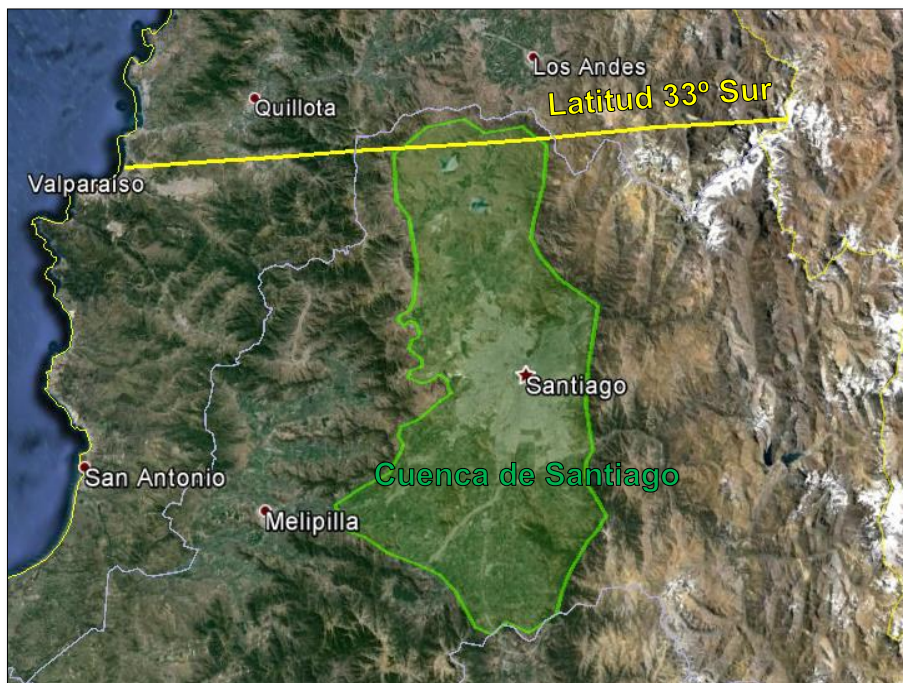 Los Andes
Latitud 33º Sur
Quillota
Valparaíso
Santiago
San Antonio
Cuenca de Santiago
Melipilla